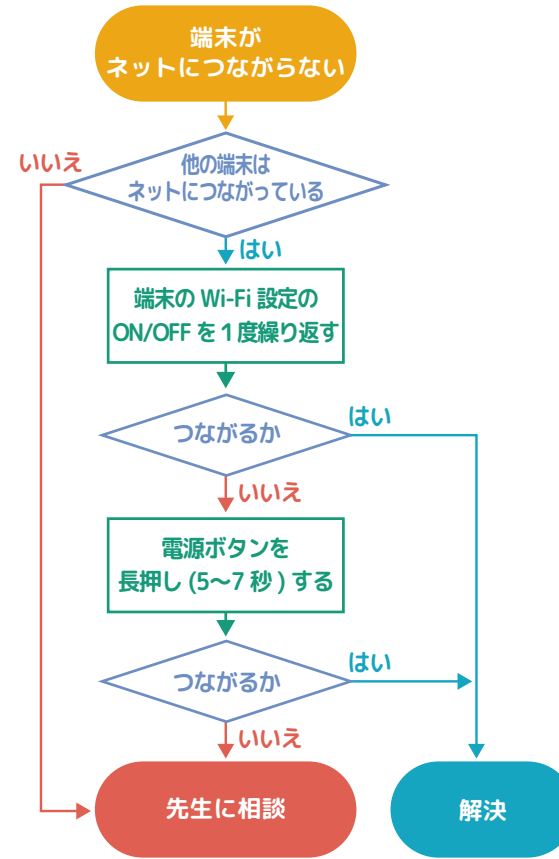 端末が
ネットにつながらない
他の端末は
ネットにつながっている
いいえ
はい
端末の Wi-Fi 設定の
ON/OFF を 1 度繰り返す
つながるか
はい
いいえ
電源ボタンを
長押し (5〜7 秒 ) する
つながるか
はい
いいえ
先生に相談
解決